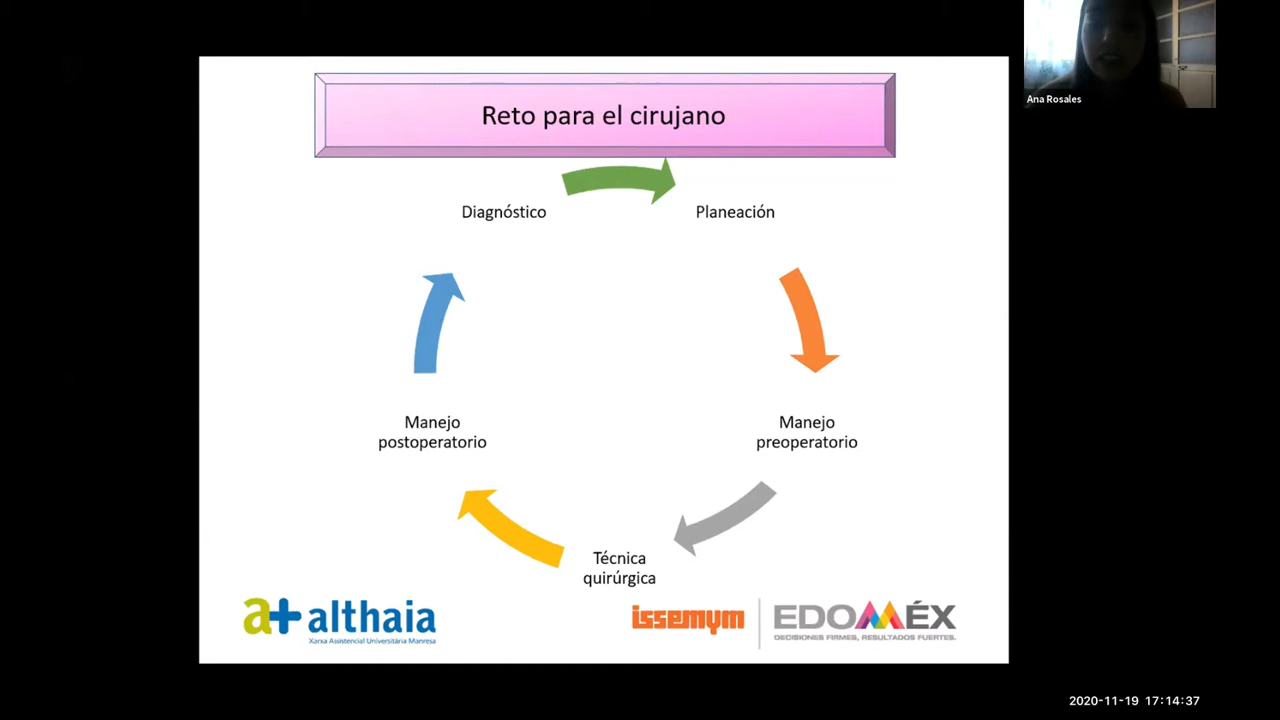 Ana Rosales
Reto para el cirujano
Diagnóstico
Planeación
Manejo
preoperatorio
Técnica
quirúrgica
Manejo
postoperatorio
a+ althaia
Xarxa Assistencial Universitària Manresa
issemym
EDOMÉX
DECISIONES FIRMES, RESULTADOS FUERTES.
2020-11-19 17:14:37